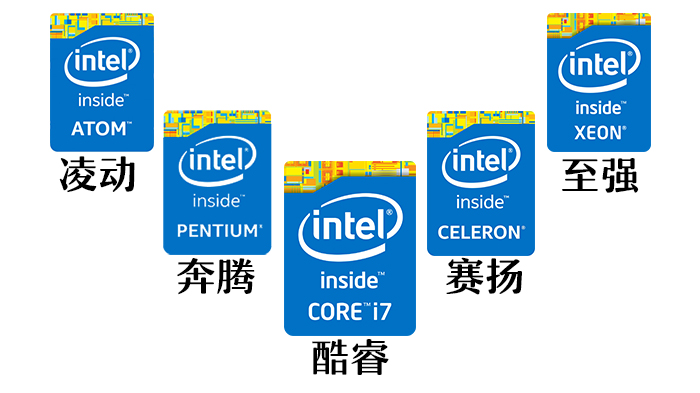 intel®
inside™
ATOM™
凌动
intel®
inside™
PENTIUM®
奔腾
intel®
inside™
CORE™ i7
酷睿
intel®
inside™
CELERON®
赛扬
intel®
inside™
XEON®
至强